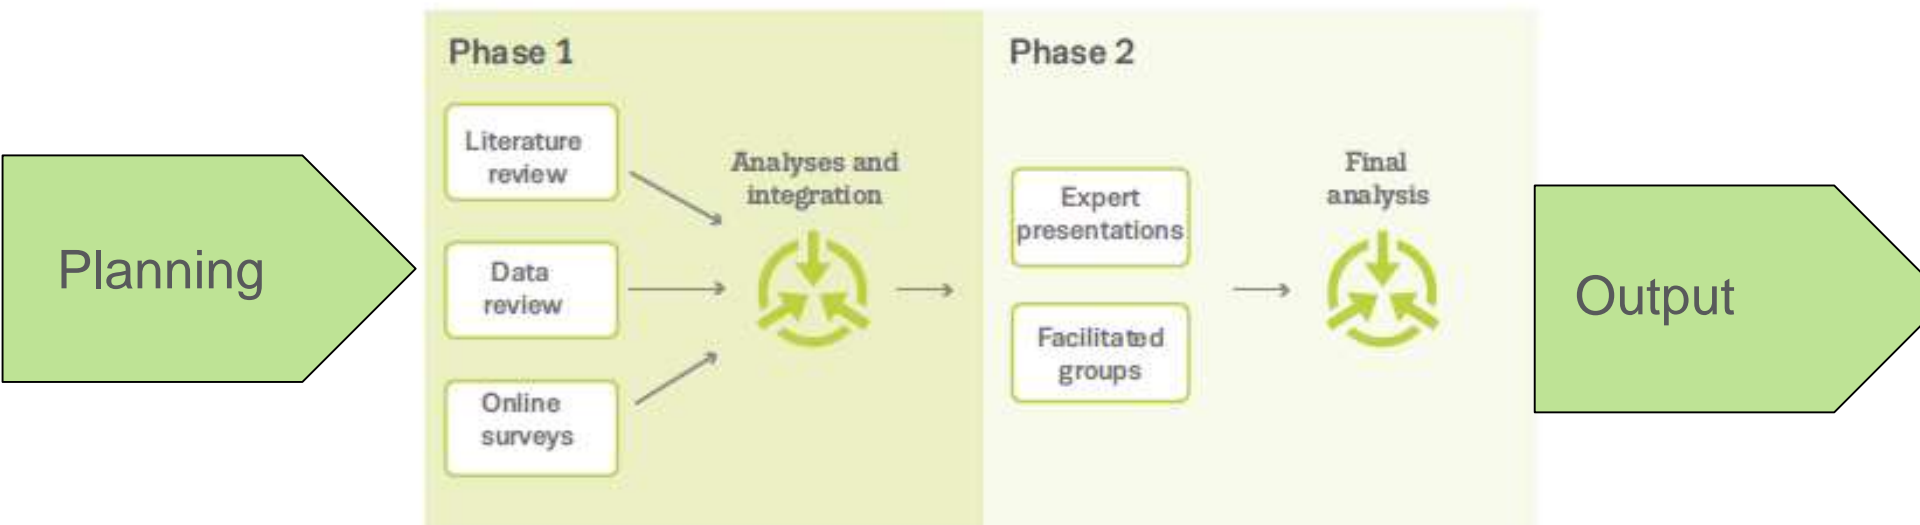 Planning
Phase 1
Literature
review
Data
review
Online
surveys
Analyses and
integration
Phase 2
Expert
presentations
Facilitated
groups
Final
analysis
Output